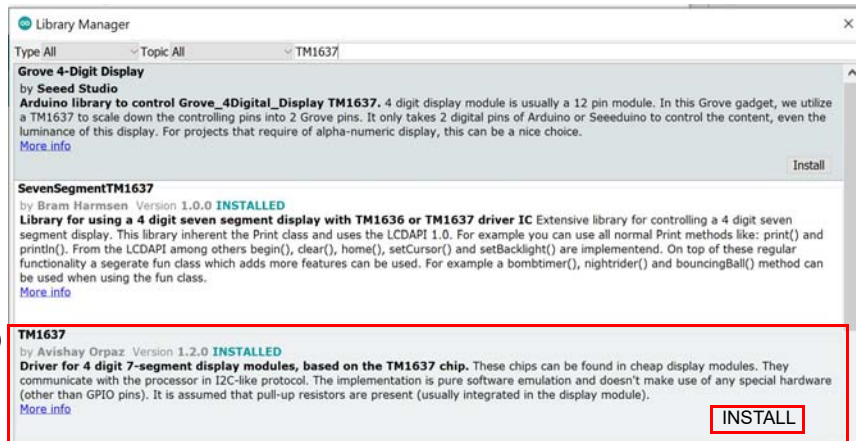 Library Manager
Type All Topic All TM1637
Grove 4-Digit Display
by Seeed Studio
Arduino library to control Grove_4Digital_Display TM1637. 4 digit display module is usually a 12 pin module. In this Grove gadget, we utilize
a TM1637 to scale down the controlling pins into 2 Grove pins. It only takes 2 digital pins of Arduino or Seeeduino to control the content, even the
luminance of this display. For projects that require of alpha-numeric display, this can be a nice choice.
More info
Install
SevenSegmentTM1637
by Bram Harmsen Version 1.0.0 INSTALLED
Library for using a 4 digit seven segment display with TM1636 or TM1637 driver IC Extensive library for controlling a 4 digit seven
segment display. This library inherent the Print class and uses the LCDAPI 1.0. For example you can use all normal Print methods like: print() and
println(). From the LCDAPI among others begin(), clear(), home(), setCursor() and setBacklight() are implementend. On top of these regular
functionality a segerate fun class which adds more features can be used. For example a bombtimer(), nightrider() and bouncingBall() method can
be used when using the fun class.
More info
TM1637
by Avishay Orpaz Version 1.2.0 INSTALLED
Driver for 4 digit 7-segment display modules, based on the TM1637 chip. These chips can be found in cheap display modules. They
communicate with the processor in I2C-like protocol. The implementation is pure software emulation and doesn't make use of any special hardware
(other than GPIO pins). It is assumed that pull-up resistors are present (usually integrated in the display module).
More info
INSTALL